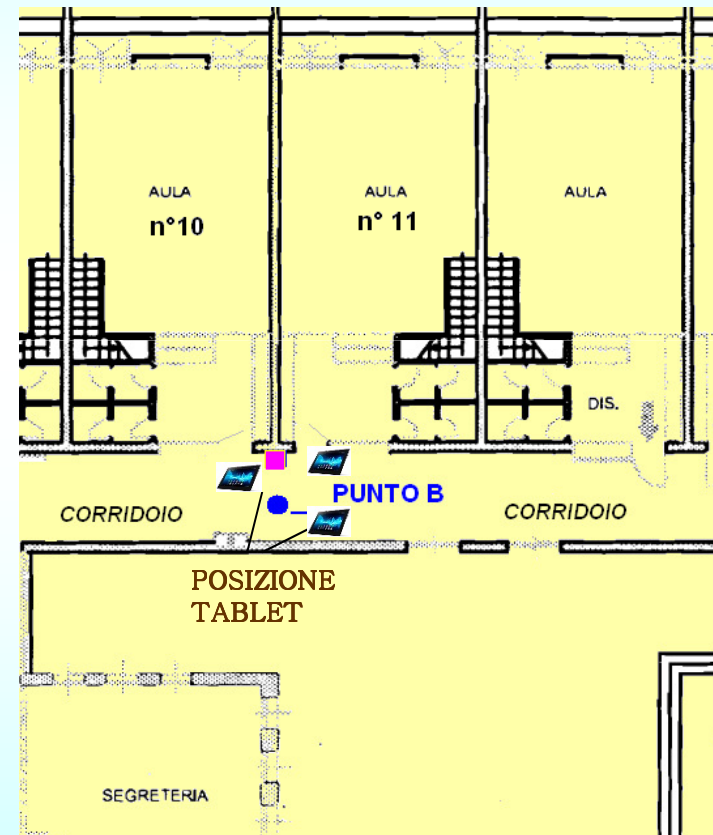 AULA
n°10
AULA
n° 11
AULA
DIS.
PUNTO B
CORRIDOIO
CORRIDOIO
POSIZIONE
TABLET
SEGRETERIA